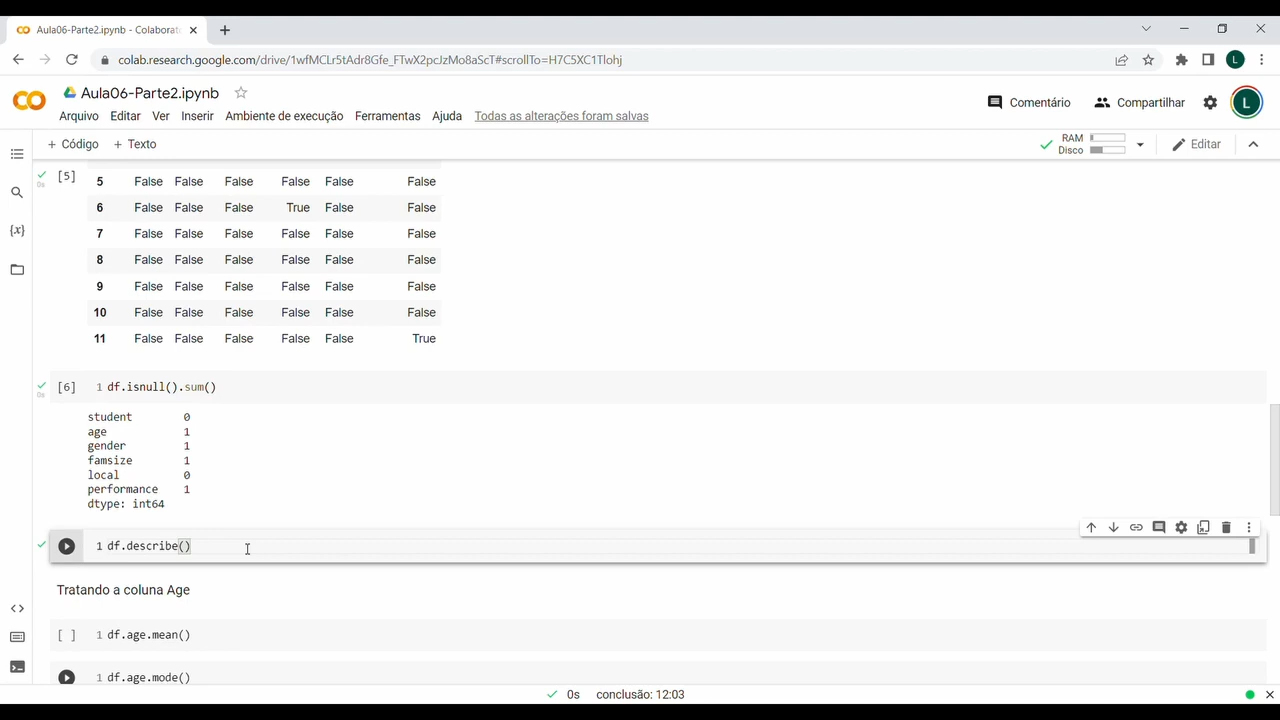 Aula06-Parte2.ipynb - Colaborat
colab.research.google.com/drive/1wfMCLr5tAdr8Gfe_FTwX2pcJzMo8aScT#scrollTo=H7C5XC1Tlohj
L
Aula06-Parte2.ipynb
Comentário Compartilhar L
Arquivo Editar Ver Inserir Ambiente de execução Ferramentas Ajuda Todas as alterações foram salvas
+ Código + Texto
RAM
Disco
Editar
[5]
0s
5 False False False False False False
6 False False False True False False
7 False False False False False False
8 False False False False False False
9 False False False False False False
10 False False False False False False
11 False False False False False True
[6] 1 df.isnull().sum()
0s
student 0
age 1
gender 1
famsize 1
local 0
performance 1
dtype: int64
1 df.describe()
Tratando a coluna Age
[ ] 1 df.age.mean()
1 df.age.mode()
0s conclusão: 12:03